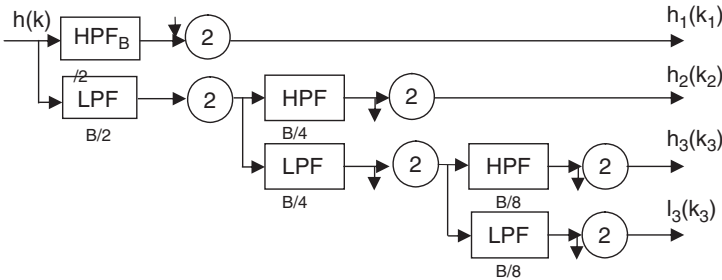 h(k) HPF_B 2 h_1(k_1)
/2
LPF 2 HPF 2 h_2(k_2)
B/2 B/4
LPF 2 HPF 2 h_3(k_3)
B/4 B/8
LPF 2 l_3(k_3)
B/8